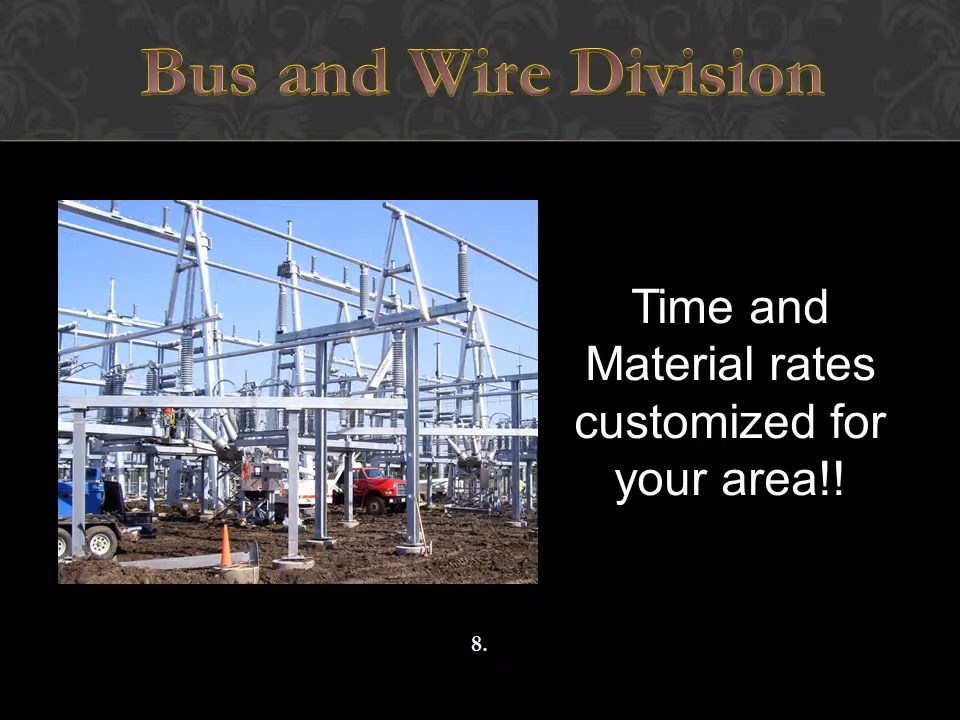 Bus and Wire Division
Time and
Material rates
customized for
your area!!
8.